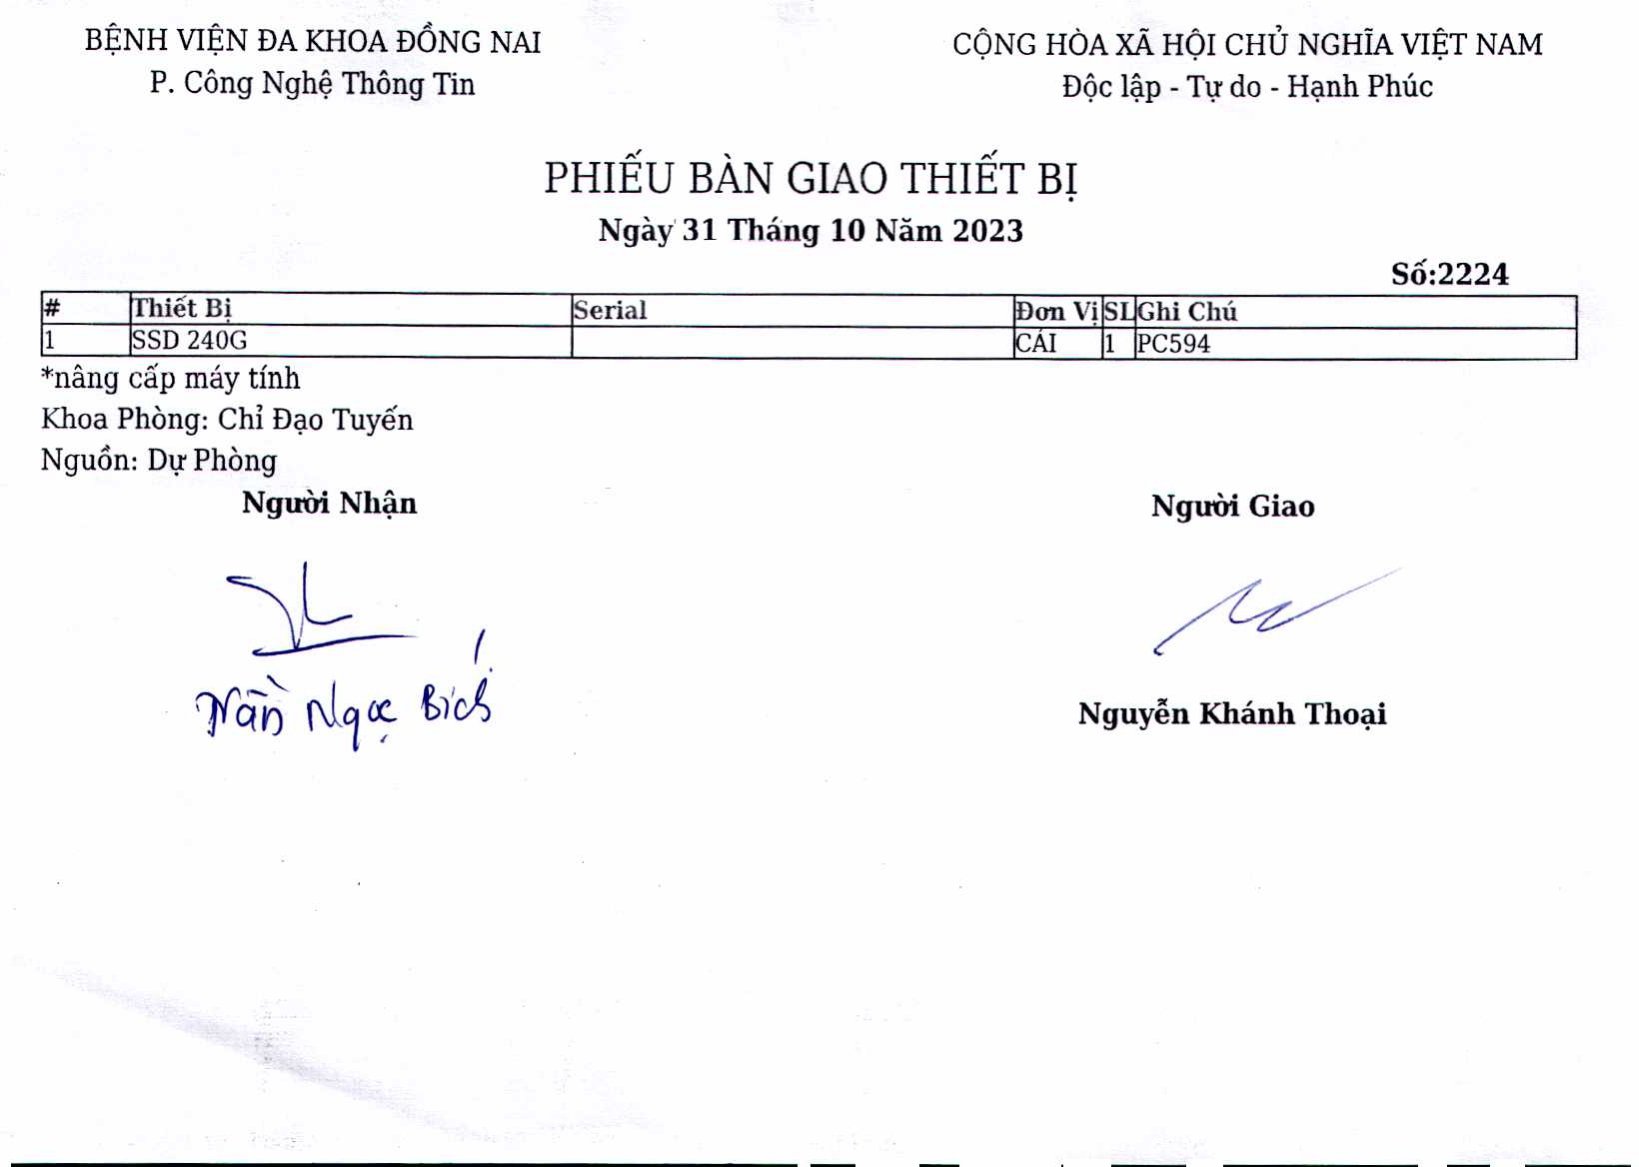 BỆNH VIỆN ĐA KHOA ĐỒNG NAI
P. Công Nghệ Thông Tin
CỘNG HÒA XÃ HỘI CHỦ NGHĨA VIỆT NAM
Độc lập - Tự do - Hạnh Phúc
PHIẾU BÀN GIAO THIẾT BỊ
Ngày 31 Tháng 10 Năm 2023
Số:2224
# Thiết Bị Serial Đơn Vị SL Ghi Chú
1 SSD 240G CÁI 1 PC594
*nâng cấp máy tính
Khoa Phòng: Chỉ Đạo Tuyến
Nguồn: Dự Phòng
Người Nhận Người Giao
Trần Ngọc Bích
Nguyễn Khánh Thoại